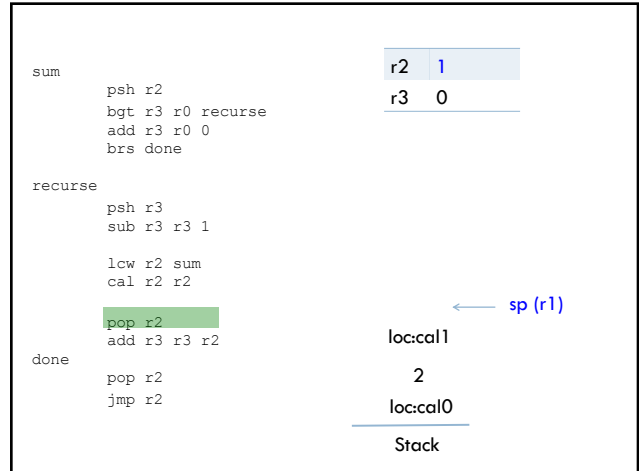 sum
psh r2
bgt r3 r0 recurse
add r3 r0 0
brs done
recurse
psh r3
sub r3 r3 1
lcw r2 sum
cal r2 r2
pop r2
add r3 r3 r2
done
pop r2
jmp r2
r2 1
r3 0
sp (r1)
loc:cal1
2
loc:cal0
Stack